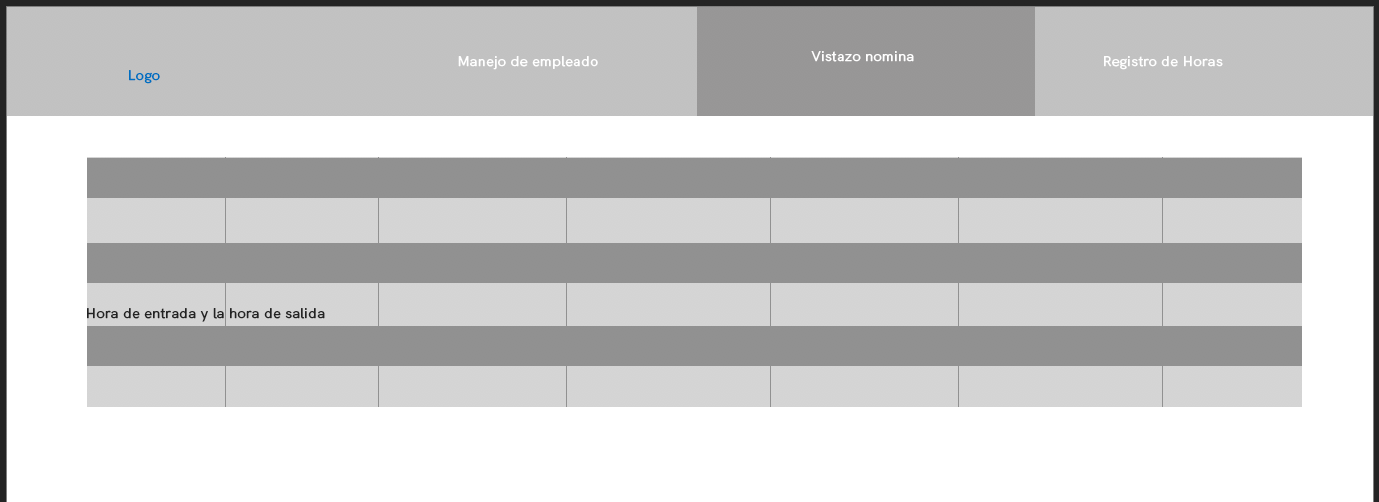 Logo
Manejo de empleado
Vistazo nomina
Registro de Horas
Hora de entrada y la hora de salida